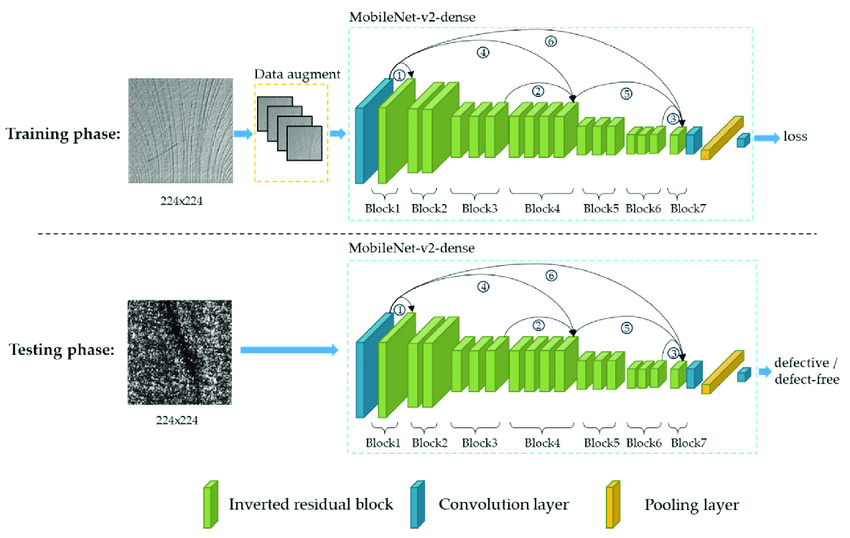 MobileNet-v2-dense
⑥
④
①
Data augment
②
⑤
③
Training phase:
loss
224x224
Block1 Block2 Block3 Block4 Block5 Block6 Block7
MobileNet-v2-dense
⑥
④
①
②
⑤
③
Testing phase:
defective /
defect-free
224x224
Block1 Block2 Block3 Block4 Block5 Block6 Block7
Inverted residual block Convolution layer Pooling layer